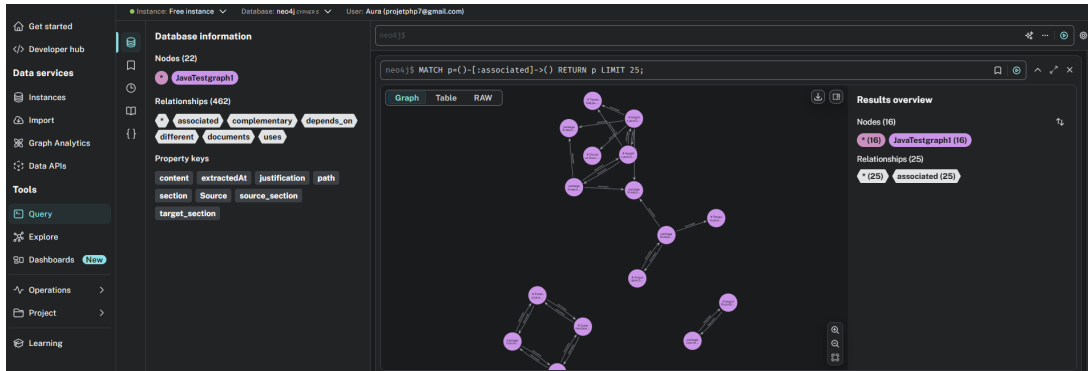 Instance: Free instance
Database: neo4j CYPHER 5
User: Aura (projetphp7@gmail.com)
Get started
Developer hub
Data services
Instances
Import
Graph Analytics
Data APIs
Tools
Query
Explore
Dashboards New
Operations
Project
Learning
Database information
Nodes (22)
* JavaTestgraph1
Relationships (462)
* associated complementary depends_on
different documents uses
Property keys
content extractedAt justification path
section Source source_section
target_section
neo4j$
neo4j$ MATCH p=()-[:associated]->() RETURN p LIMIT 25;
Graph Table RAW
Results overview
Nodes (16)
* (16) JavaTestgraph1 (16)
Relationships (25)
* (25) associated (25)